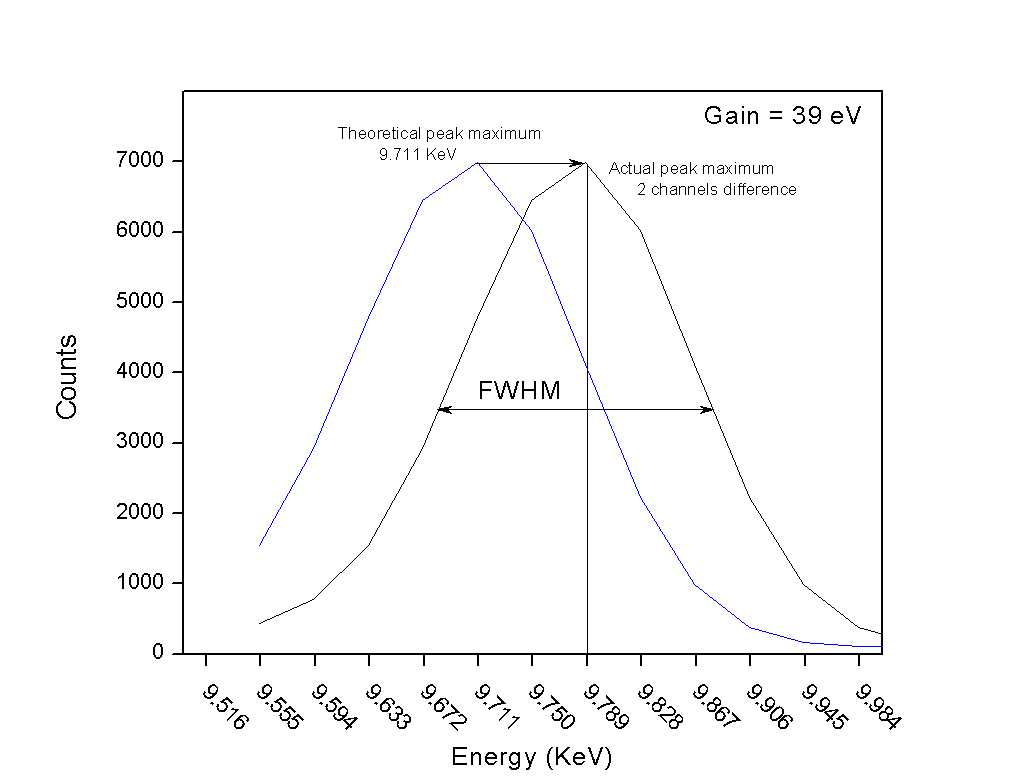 Gain = 39 eV
Theoretical peak maximum
9.711 KeV
Actual peak maximum
2 channels difference
7000
6000
5000
4000
3000
2000
1000
0
Counts
FWHM
9.516
9.555
9.594
9.633
9.672
9.711
9.750
9.789
9.828
9.867
9.906
9.945
9.984
Energy (KeV)